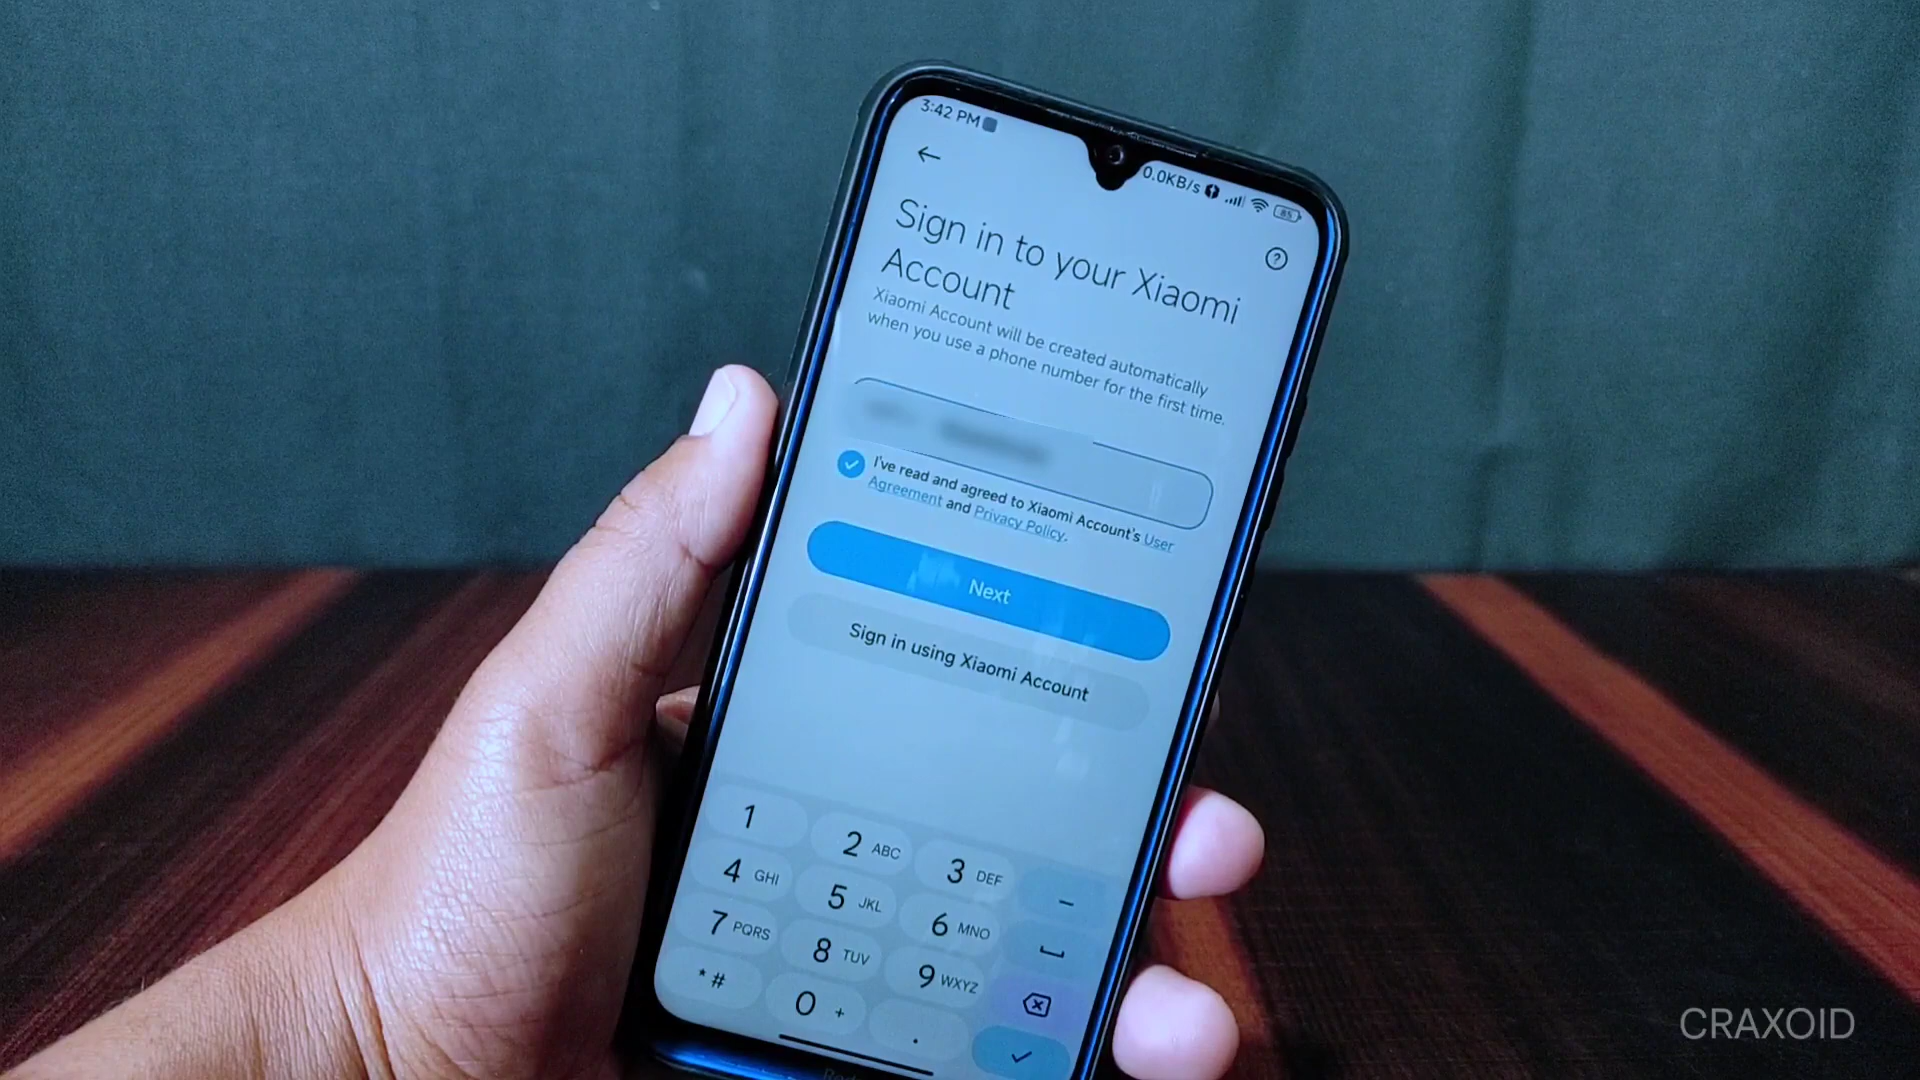 3:42 PM
0.0KB/s
85
Sign in to your Xiaomi
Account
Xiaomi Account will be created automatically
when you use a phone number for the first time.
I've read and agreed to Xiaomi Account's User
Agreement and Privacy Policy.
Next
Sign in using Xiaomi Account
1
2 ABC
3 DEF
4 GHI
5 JKL
6 MNO
7 PQRS
8 TUV
9 WXYZ
* #
0 +
.
CRAXOID